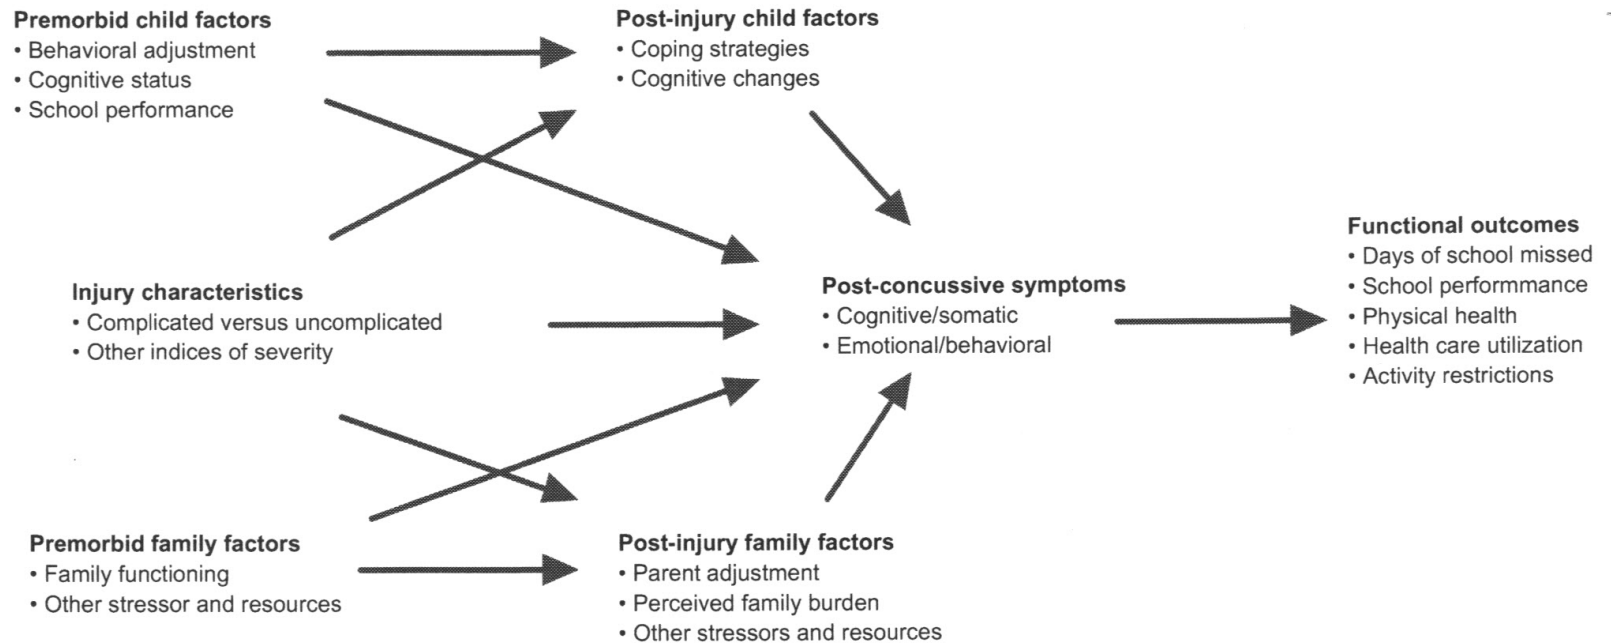 Premorbid child factors
• Behavioral adjustment
• Cognitive status
• School performance
Post-injury child factors
• Coping strategies
• Cognitive changes
Injury characteristics
• Complicated versus uncomplicated
• Other indices of severity
Post-concussive symptoms
• Cognitive/somatic
• Emotional/behavioral
Functional outcomes
• Days of school missed
• School performmance
• Physical health
• Health care utilization
• Activity restrictions
Premorbid family factors
• Family functioning
• Other stressor and resources
Post-injury family factors
• Parent adjustment
• Perceived family burden
• Other stressors and resources